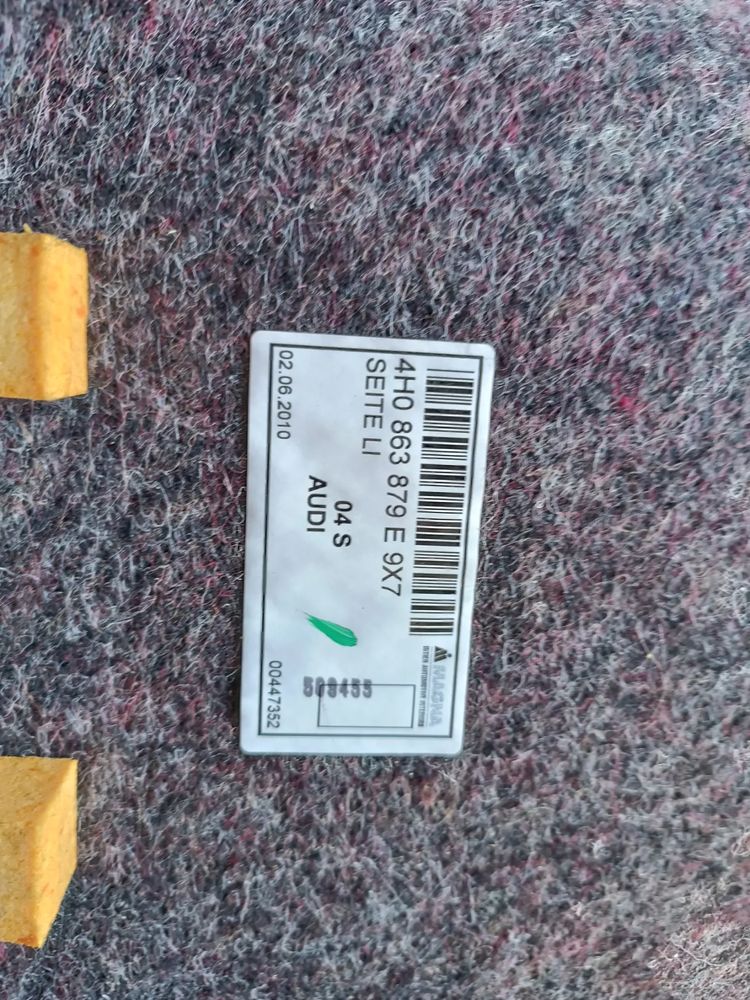 MAGNA
4H0 863 879 E 9X7
SEITE LI
04 S
AUDI
02.06.2010
00447352